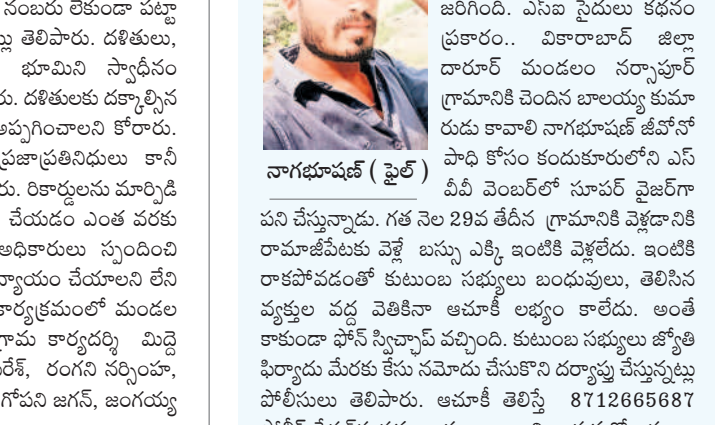 నంబరు లేకుండా పట్టా
తెలిపారు. దళితులు,
భూమిని స్వాధీనం
రు. దళితులకు దక్కాల్సిన
అప్పగించాలని కోరారు.
ప్రజాప్రతినిధులు కానీ
రు. రికార్డులను మార్పిడి
చేయడం ఎంత వరకు
అధికారులు స్పందించి
న్యాయం చేయాలని లేని
కార్యక్రమంలో మండల
గ్రామ కార్యదర్శి మిద్దె
రేశ్, రంగని నర్సింహ,
గోపని జగన్, జంగయ్య
నాగభూషణ్ ( ఫైల్ )
జరిగింది. ఎస్ఐ సైదులు కథనం
ప్రకారం.. వికారాబాద్ జిల్లా
దారూర్ మండలం నర్సాపూర్
గ్రామానికి చెందిన బాలయ్య కుమా
రుడు కావాలి నాగభూషణ్ జీవోనో
పాధి కోసం కందుకూరులోని ఎస్
వీవీ వెంబర్‌లో సూపర్ వైజర్‌గా
పని చేస్తున్నాడు. గత నెల 29వ తేదీన గ్రామానికి వెళ్లడానికి
రామాజీపేటకు వెళ్లే బస్సు ఎక్కి ఇంటికి వెళ్లలేదు. ఇంటికి
రాకపోవడంతో కుటుంబ సభ్యులు బంధువులు, తెలిసిన
వ్యక్తుల వద్ద వెతికినా ఆచూకీ లభ్యం కాలేదు. అంతే
కాకుండా ఫోన్ స్విచ్ఛాప్ వచ్చింది. కుటుంబ సభ్యులు జ్యోతి
ఫిర్యాదు మేరకు కేసు నమోదు చేసుకొని దర్యాప్తు చేస్తున్నట్లు
పోలీసులు తెలిపారు. ఆచూకీ తెలిస్తే 8712665687